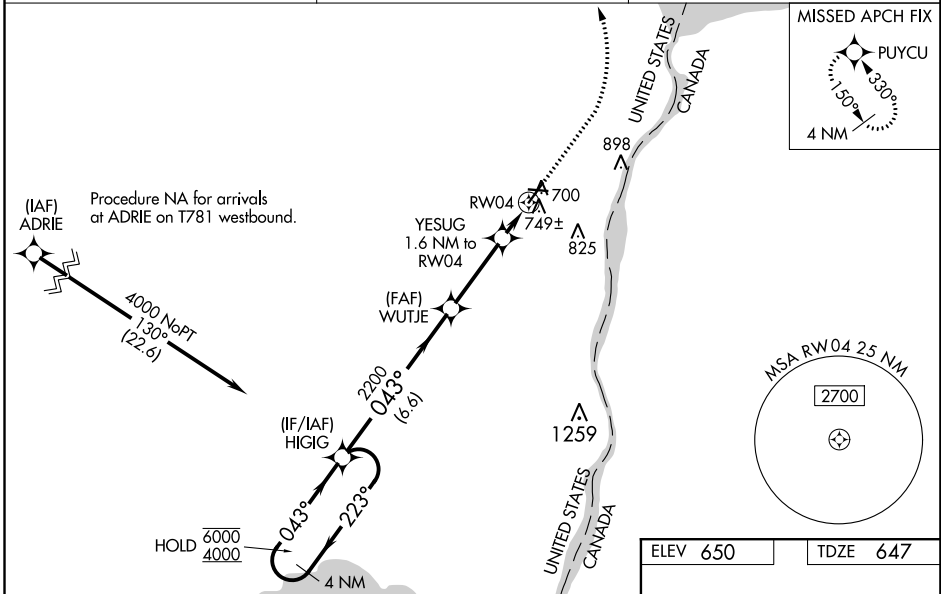 MISSED APCH FIX
PUYCU
330°
150°
4 NM
UNITED STATES
CANADA
898
(IAF)
ADRIE
Procedure NA for arrivals
at ADRIE on T781 westbound.
RW04
700
749±
825
YESUG
1.6 NM to
RW04
(FAF)
WUTJE
4000 NoPT
130°
(22.6)
2200
043°
(6.6)
(IF/IAF)
HIGIG
1259
MSA RW04 25 NM
2700
043°
223°
HOLD 6000
4000
4 NM
UNITED STATES
CANADA
ELEV 650
TDZE 647